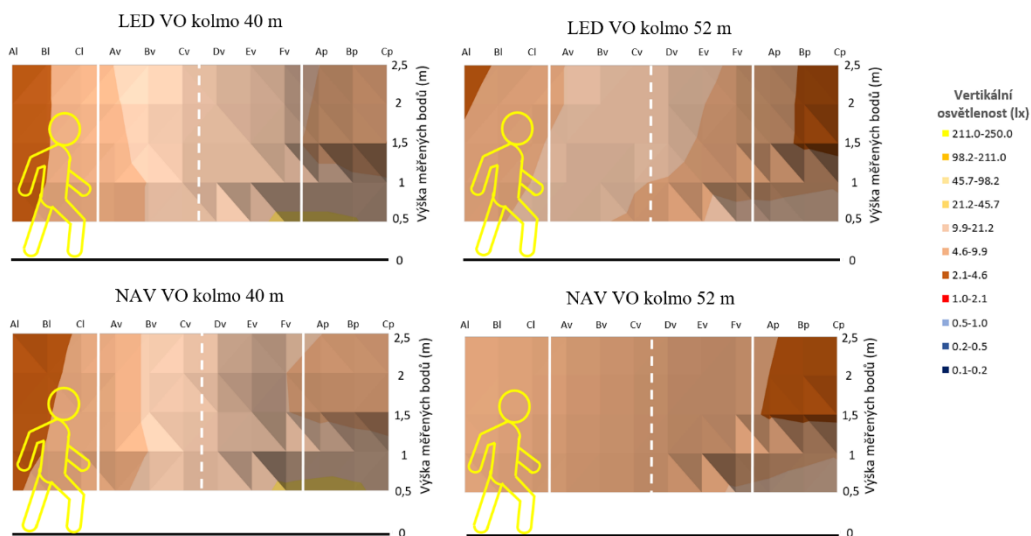 LED VO kolmo 40 m
Al Bl Cl Av Bv Cv Dv Ev Fv Ap Bp Cp
2,5
2
1,5
1
0,5
0
Výška měřených bodů (m)
LED VO kolmo 52 m
Al Bl Cl Av Bv Cv Dv Ev Fv Ap Bp Cp
2,5
2
1,5
1
0,5
0
Výška měřených bodů (m)
NAV VO kolmo 40 m
Al Bl Cl Av Bv Cv Dv Ev Fv Ap Bp Cp
2,5
2
1,5
1
0,5
0
Výška měřených bodů (m)
NAV VO kolmo 52 m
Al Bl Cl Av Bv Cv Dv Ev Fv Ap Bp Cp
2,5
2
1,5
1
0,5
0
Výška měřených bodů (m)
Vertikální
osvětlenost (lx)
211.0-250.0
98.2-211.0
45.7-98.2
21.2-45.7
9.9-21.2
4.6-9.9
2.1-4.6
1.0-2.1
0.5-1.0
0.2-0.5
0.1-0.2